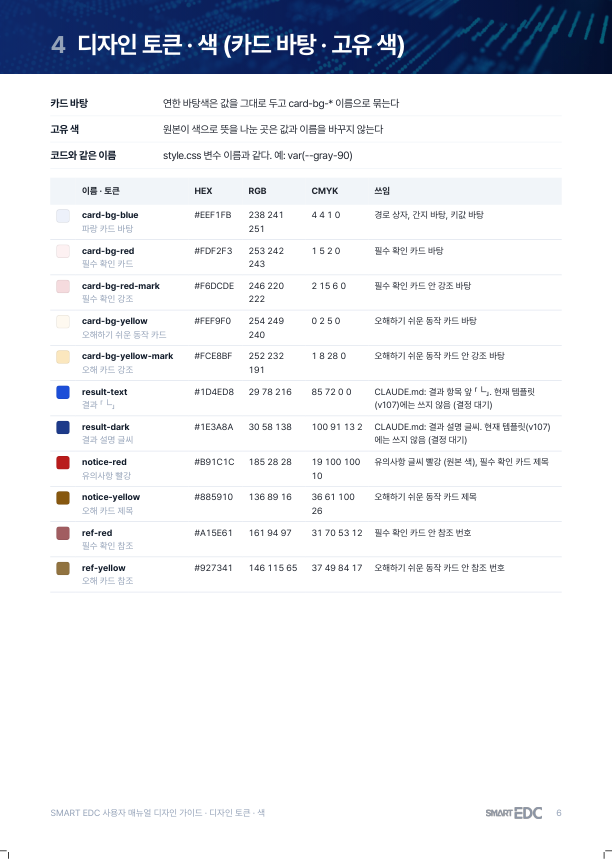 4 디자인 토큰 · 색 (카드 바탕 · 고유 색)
카드 바탕 연한 바탕색은 값을 그대로 두고 card-bg-* 이름으로 묶는다
고유 색 원본이 색으로 뜻을 나눈 곳은 값과 이름을 바꾸지 않는다
코드와 같은 이름 style.css 변수 이름과 같다. 예: var(--gray-90)
이름 · 토큰 HEX RGB CMYK 쓰임
card-bg-blue #EEF1FB 238 241 4 4 1 0 경로 상자, 간지 바탕, 키값 바탕
파랑 카드 바탕 251
card-bg-red #FDF2F3 253 242 1 5 2 0 필수 확인 카드 바탕
필수 확인 카드 243
card-bg-red-mark #F6DCDE 246 220 2 15 6 0 필수 확인 카드 안 강조 바탕
필수 확인 강조 222
card-bg-yellow #FEF9F0 254 249 0 2 5 0 오해하기 쉬운 동작 카드 바탕
오해하기 쉬운 동작 카드 240
card-bg-yellow-mark #FCE8BF 252 232 1 8 28 0 오해하기 쉬운 동작 카드 안 강조 바탕
오해 카드 강조 191
result-text #1D4ED8 29 78 216 85 72 0 0 CLAUDE.md: 결과 항목 앞 「 └」. 현재 템플릿
결과 「 └」 (v107)에는 쓰지 않음 (결정 대기)
result-dark #1E3A8A 30 58 138 100 91 13 2 CLAUDE.md: 결과 설명 글씨. 현재 템플릿(v107)
결과 설명 글씨 에는 쓰지 않음 (결정 대기)
notice-red #B91C1C 185 28 28 19 100 100 유의사항 글씨 빨강 (원본 색), 필수 확인 카드 제목
유의사항 빨강 10
notice-yellow #885910 136 89 16 36 61 100 오해하기 쉬운 동작 카드 제목
오해 카드 제목 26
ref-red #A15E61 161 94 97 31 70 53 12 필수 확인 카드 안 참조 번호
필수 확인 참조
ref-yellow #927341 146 115 65 37 49 84 17 오해하기 쉬운 동작 카드 안 참조 번호
오해 카드 참조
SMART EDC 사용자 매뉴얼 디자인 가이드 · 디자인 토큰 · 색 SMART EDC 6